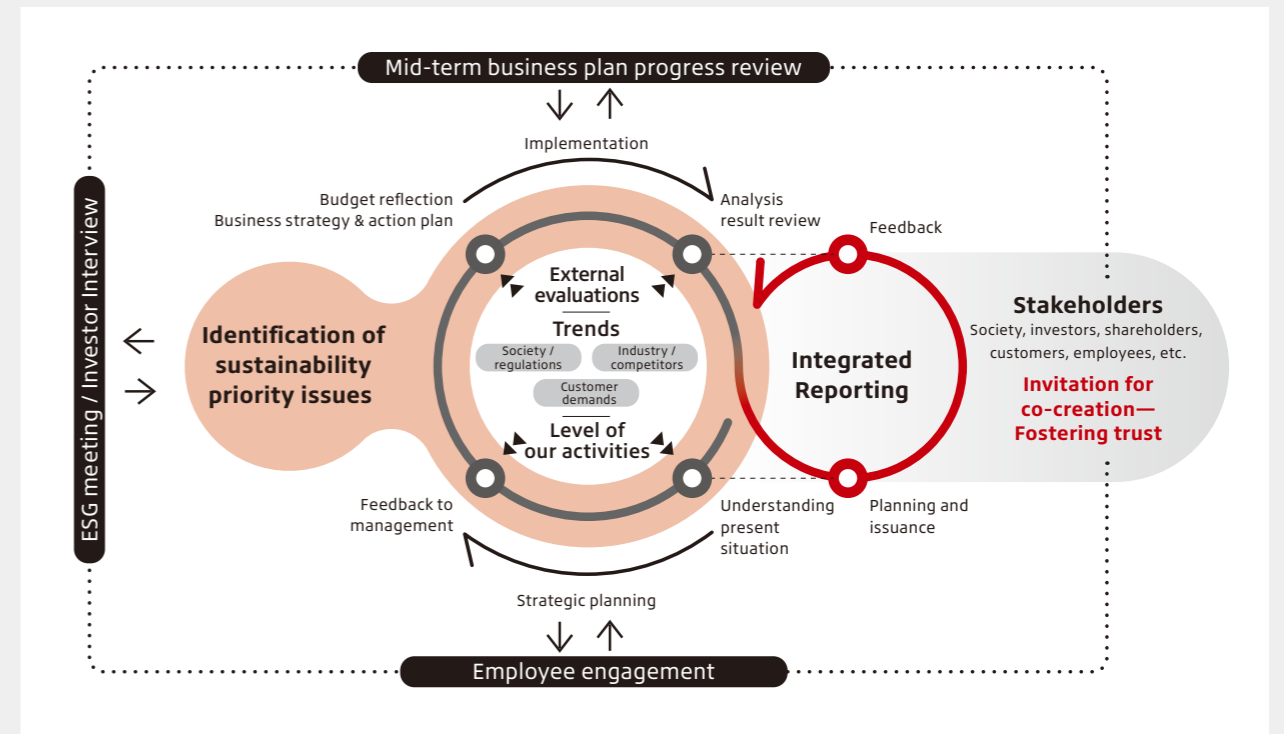 Mid-term business plan progress review
Implementation
Budget reflection
Business strategy & action plan
Analysis
result review
Feedback
ESG meeting / Investor Interview
Identification of
sustainability
priority issues
External
evaluations
Trends
Society /
regulations
Industry /
competitors
Customer
demands
Level of
our activities
Integrated
Reporting
Stakeholders
Society, investors, shareholders,
customers, employees, etc.
Invitation for
co-creation—
Fostering trust
Feedback to
management
Understanding
present
situation
Planning and
issuance
Strategic planning
Employee engagement